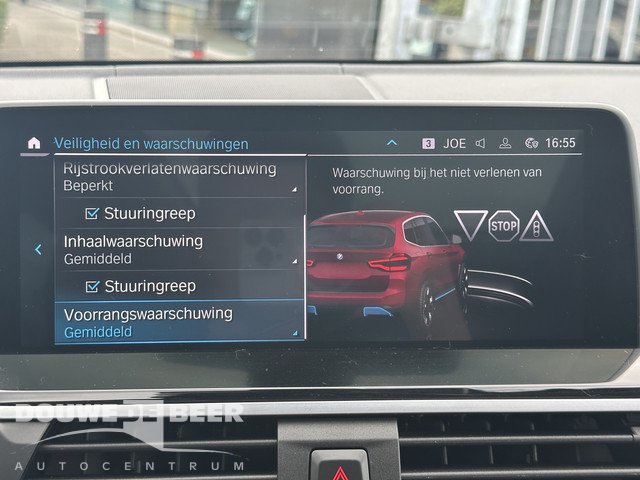 Veiligheid en waarschuwingen
3 JOE 16:55
Rijstrookverlatenwaarschuwing
Beperkt
Stuuringreep
Inhaalwaarschuwing
Gemiddeld
Stuuringreep
Voorrangswaarschuwing
Gemiddeld
Waarschuwing bij het niet verlenen van
voorrang.
STOP
DOUWE DE BEER
AUTOCENTRUM